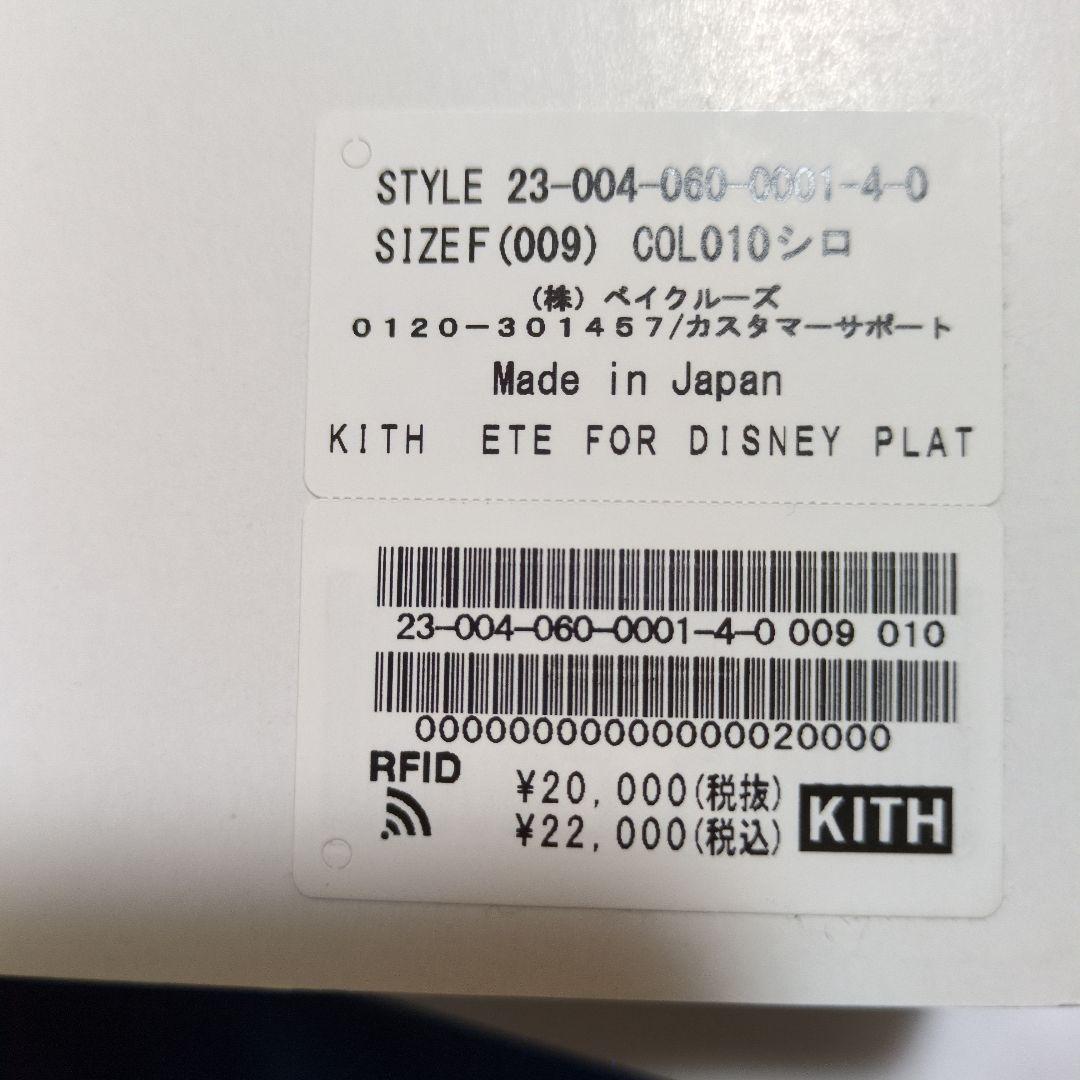 STYLE 23-004-060-0001-4-0
SIZE F(009) COL010シロ
（株）ベイクルーズ
０１２０－３０１４５７/カスタマーサポート
Made in Japan
KITH ETE FOR DISNEY PLAT
23-004-060-0001-4-0 009 010
00000000000000000020000
RFID
¥20,000(税抜)
¥22,000(税込)
KITH